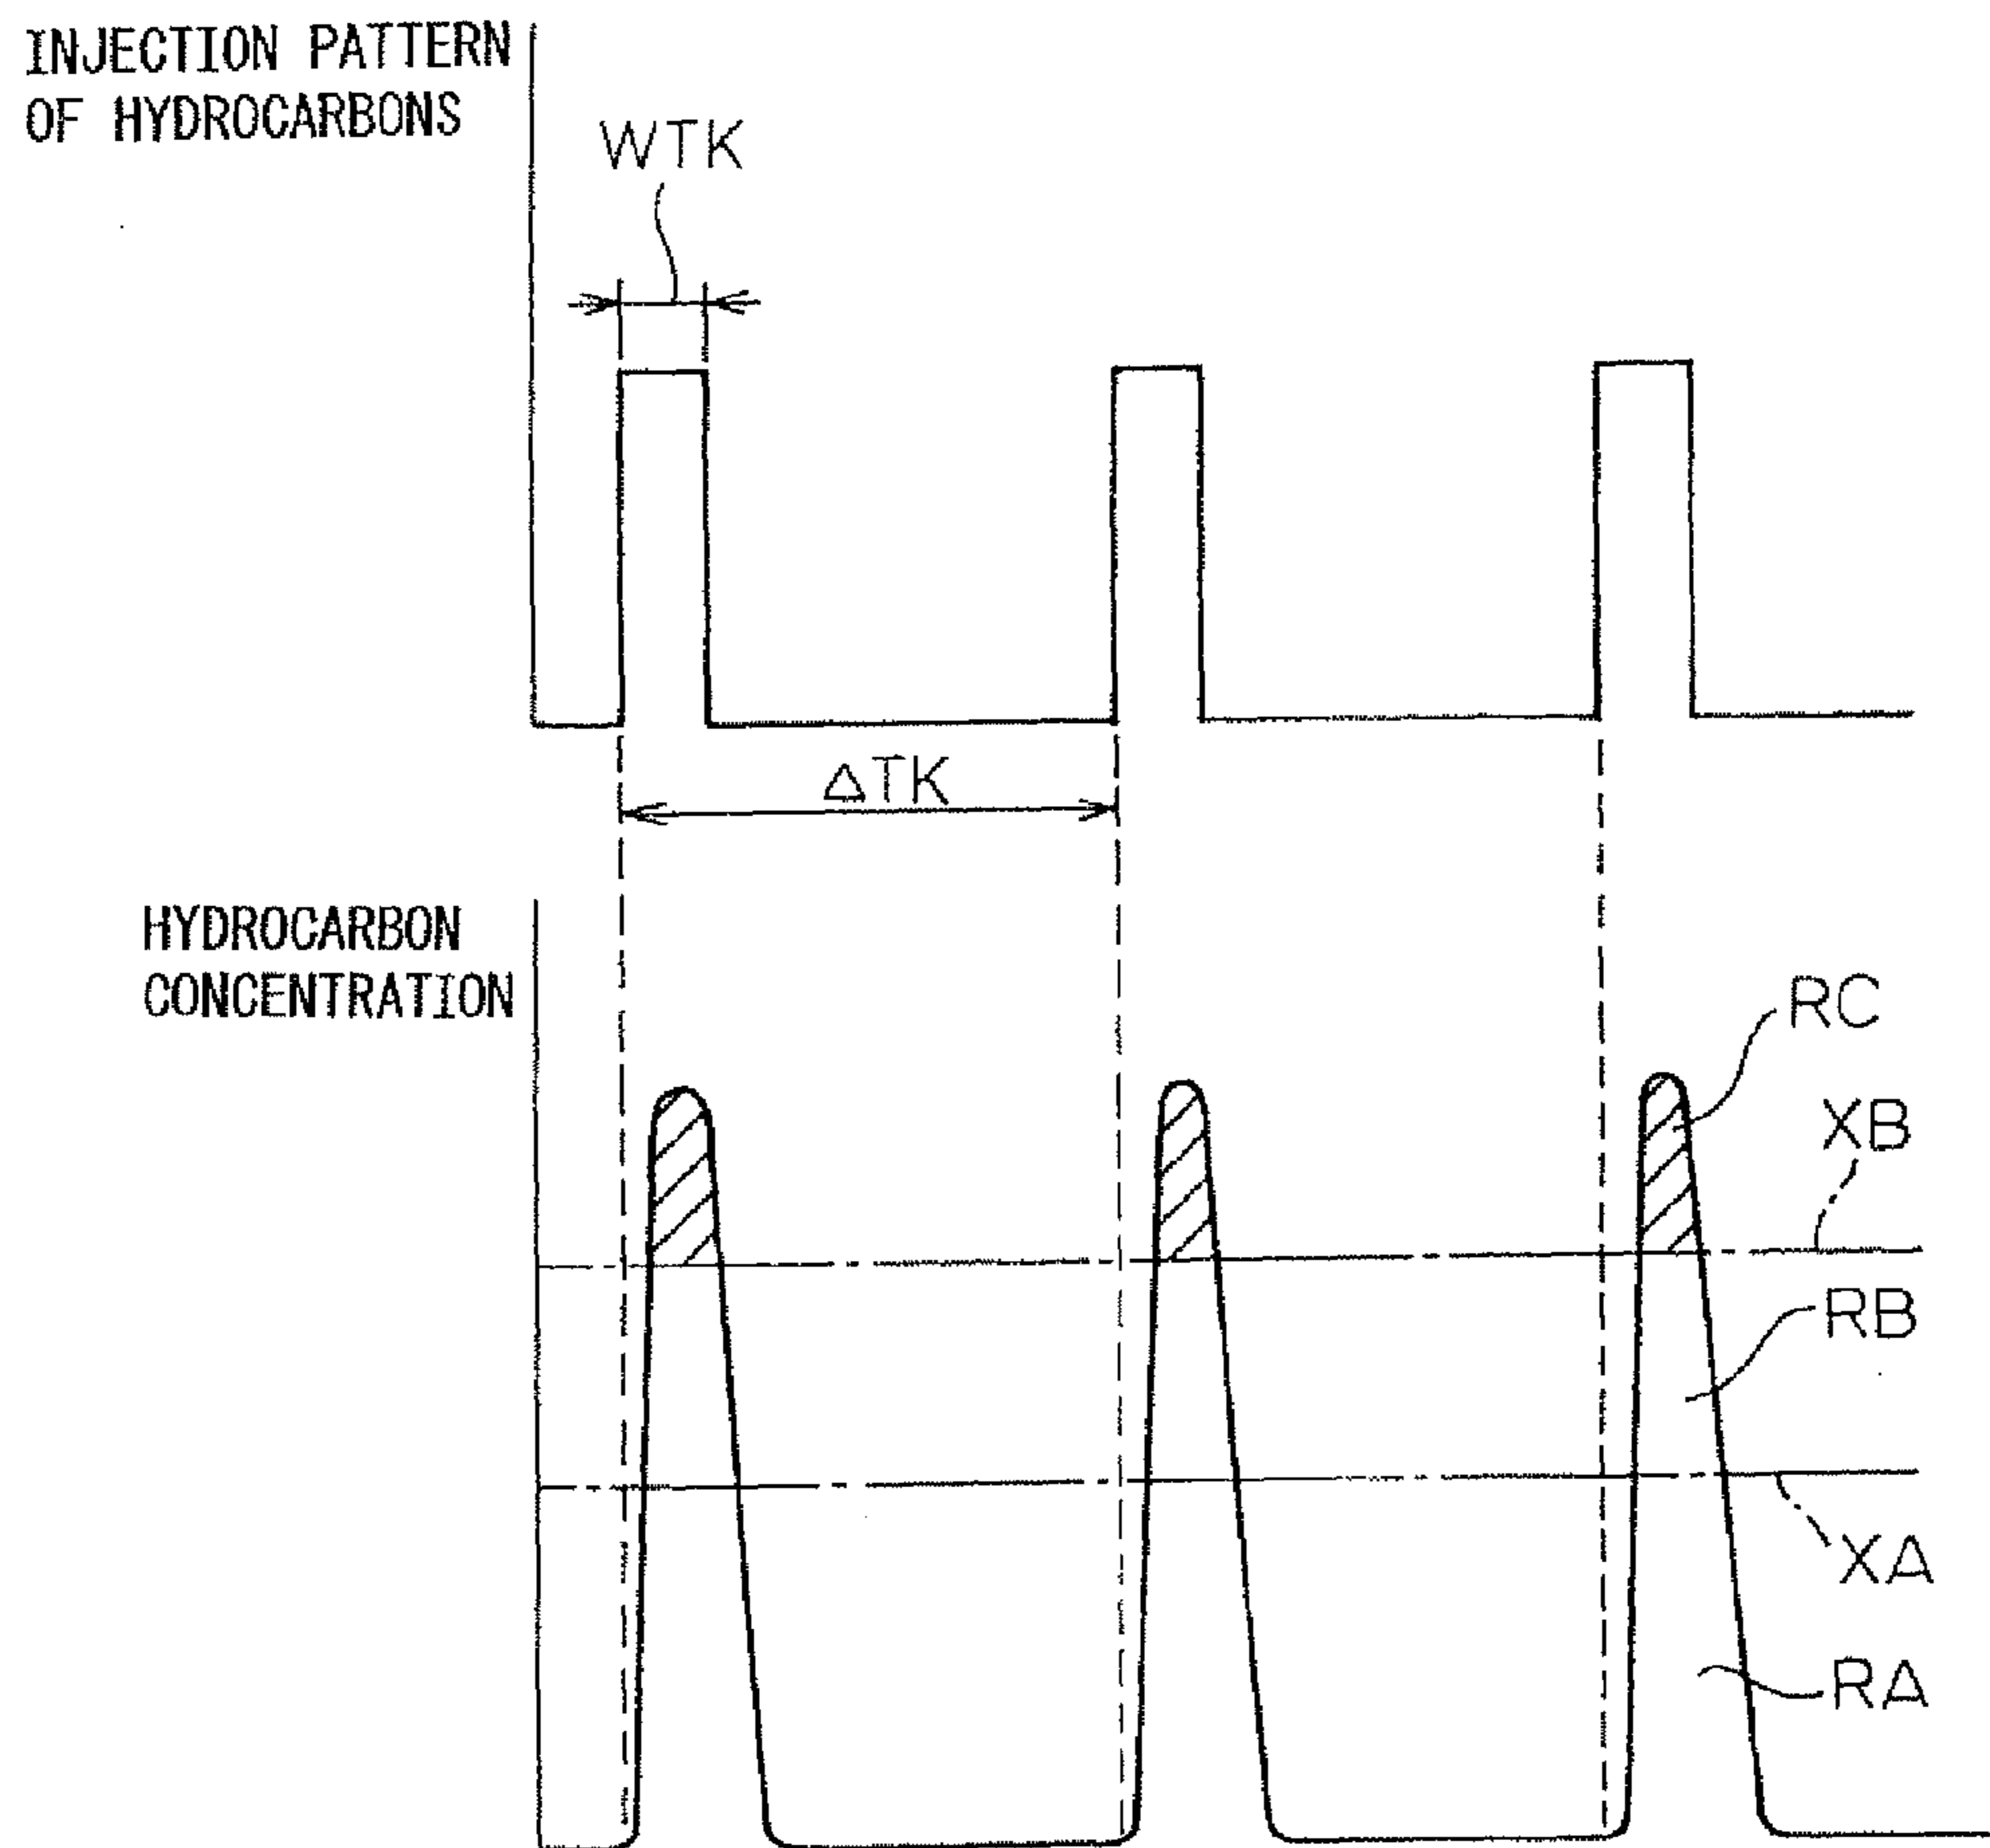 INJECTION PATTERN
OF HYDROCARBONS
WTK
ΔTK
HYDROCARBON
CONCENTRATION
RC
XB
RB
XA
RA